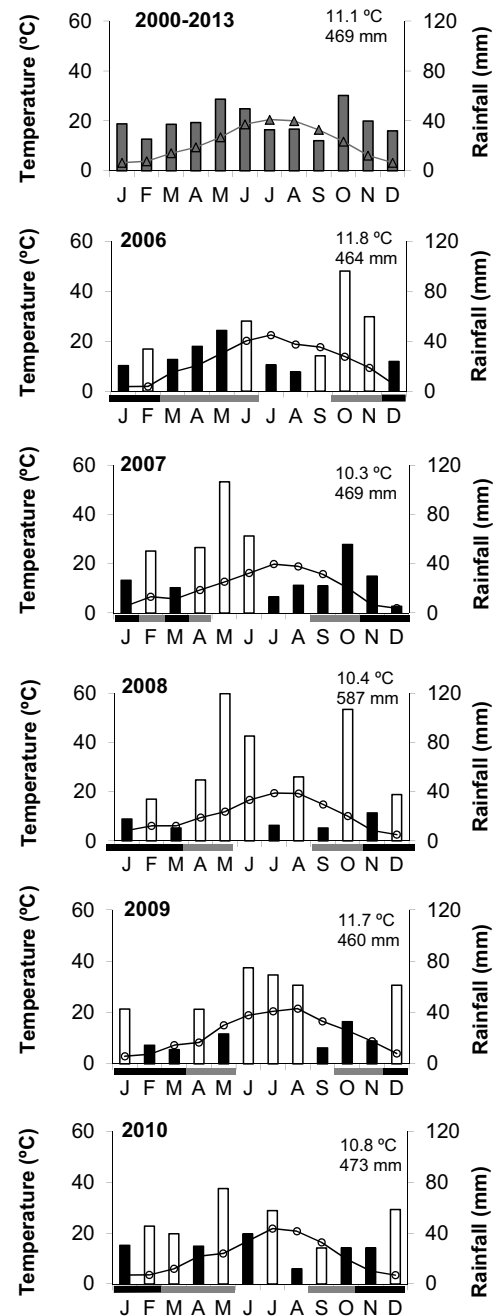 2000-2013
11.1 ºC
469 mm
Temperature (ºC)
60
40
20
0
120
80
40
0
Rainfall (mm)
J F M A M J J A S O N D
2006
11.8 ºC
464 mm
Temperature (ºC)
60
40
20
0
120
80
40
0
Rainfall (mm)
J F M A M J J A S O N D
2007
10.3 ºC
469 mm
Temperature (ºC)
60
40
20
0
120
80
40
0
Rainfall (mm)
J F M A M J J A S O N D
2008
10.4 ºC
587 mm
Temperature (ºC)
60
40
20
0
120
80
40
0
Rainfall (mm)
J F M A M J J A S O N D
2009
11.7 ºC
460 mm
Temperature (ºC)
60
40
20
0
120
80
40
0
Rainfall (mm)
J F M A M J J A S O N D
2010
10.8 ºC
473 mm
Temperature (ºC)
60
40
20
0
120
80
40
0
Rainfall (mm)
J F M A M J J A S O N D